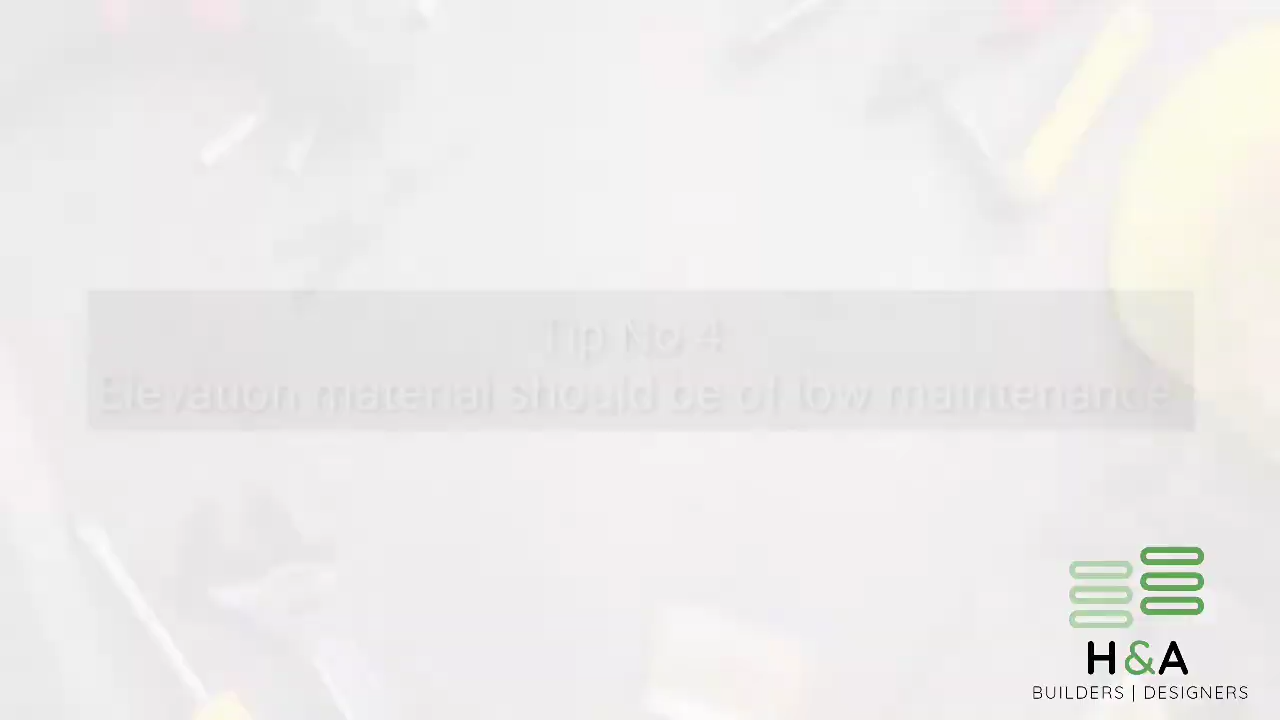 Tip No 4
Elevation material should be of low maintenance
H&A
BUILDERS | DESIGNERS